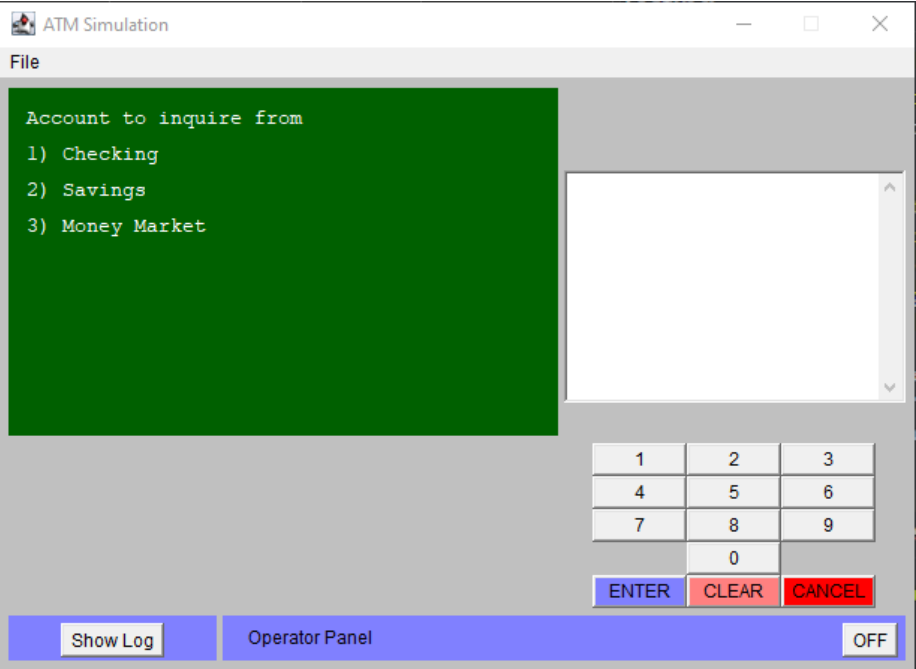 ATM Simulation
File
Account to inquire from
1) Checking
2) Savings
3) Money Market
1 2 3
4 5 6
7 8 9
0
ENTER CLEAR CANCEL
Show Log Operator Panel OFF